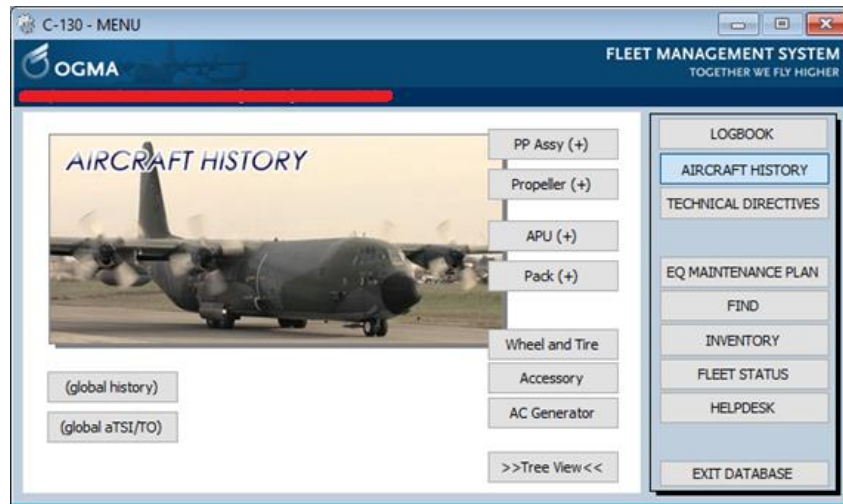 C-130 - MENU
OGMA
FLEET MANAGEMENT SYSTEM
TOGETHER WE FLY HIGHER
AIRCRAFT HISTORY
PP Assy (+)
Propeller (+)
APU (+)
Pack (+)
Wheel and Tire
Accessory
AC Generator
>>Tree View<<
(global history)
(global aTSI/TO)
LOGBOOK
AIRCRAFT HISTORY
TECHNICAL DIRECTIVES
EQ MAINTENANCE PLAN
FIND
INVENTORY
FLEET STATUS
HELPDESK
EXIT DATABASE